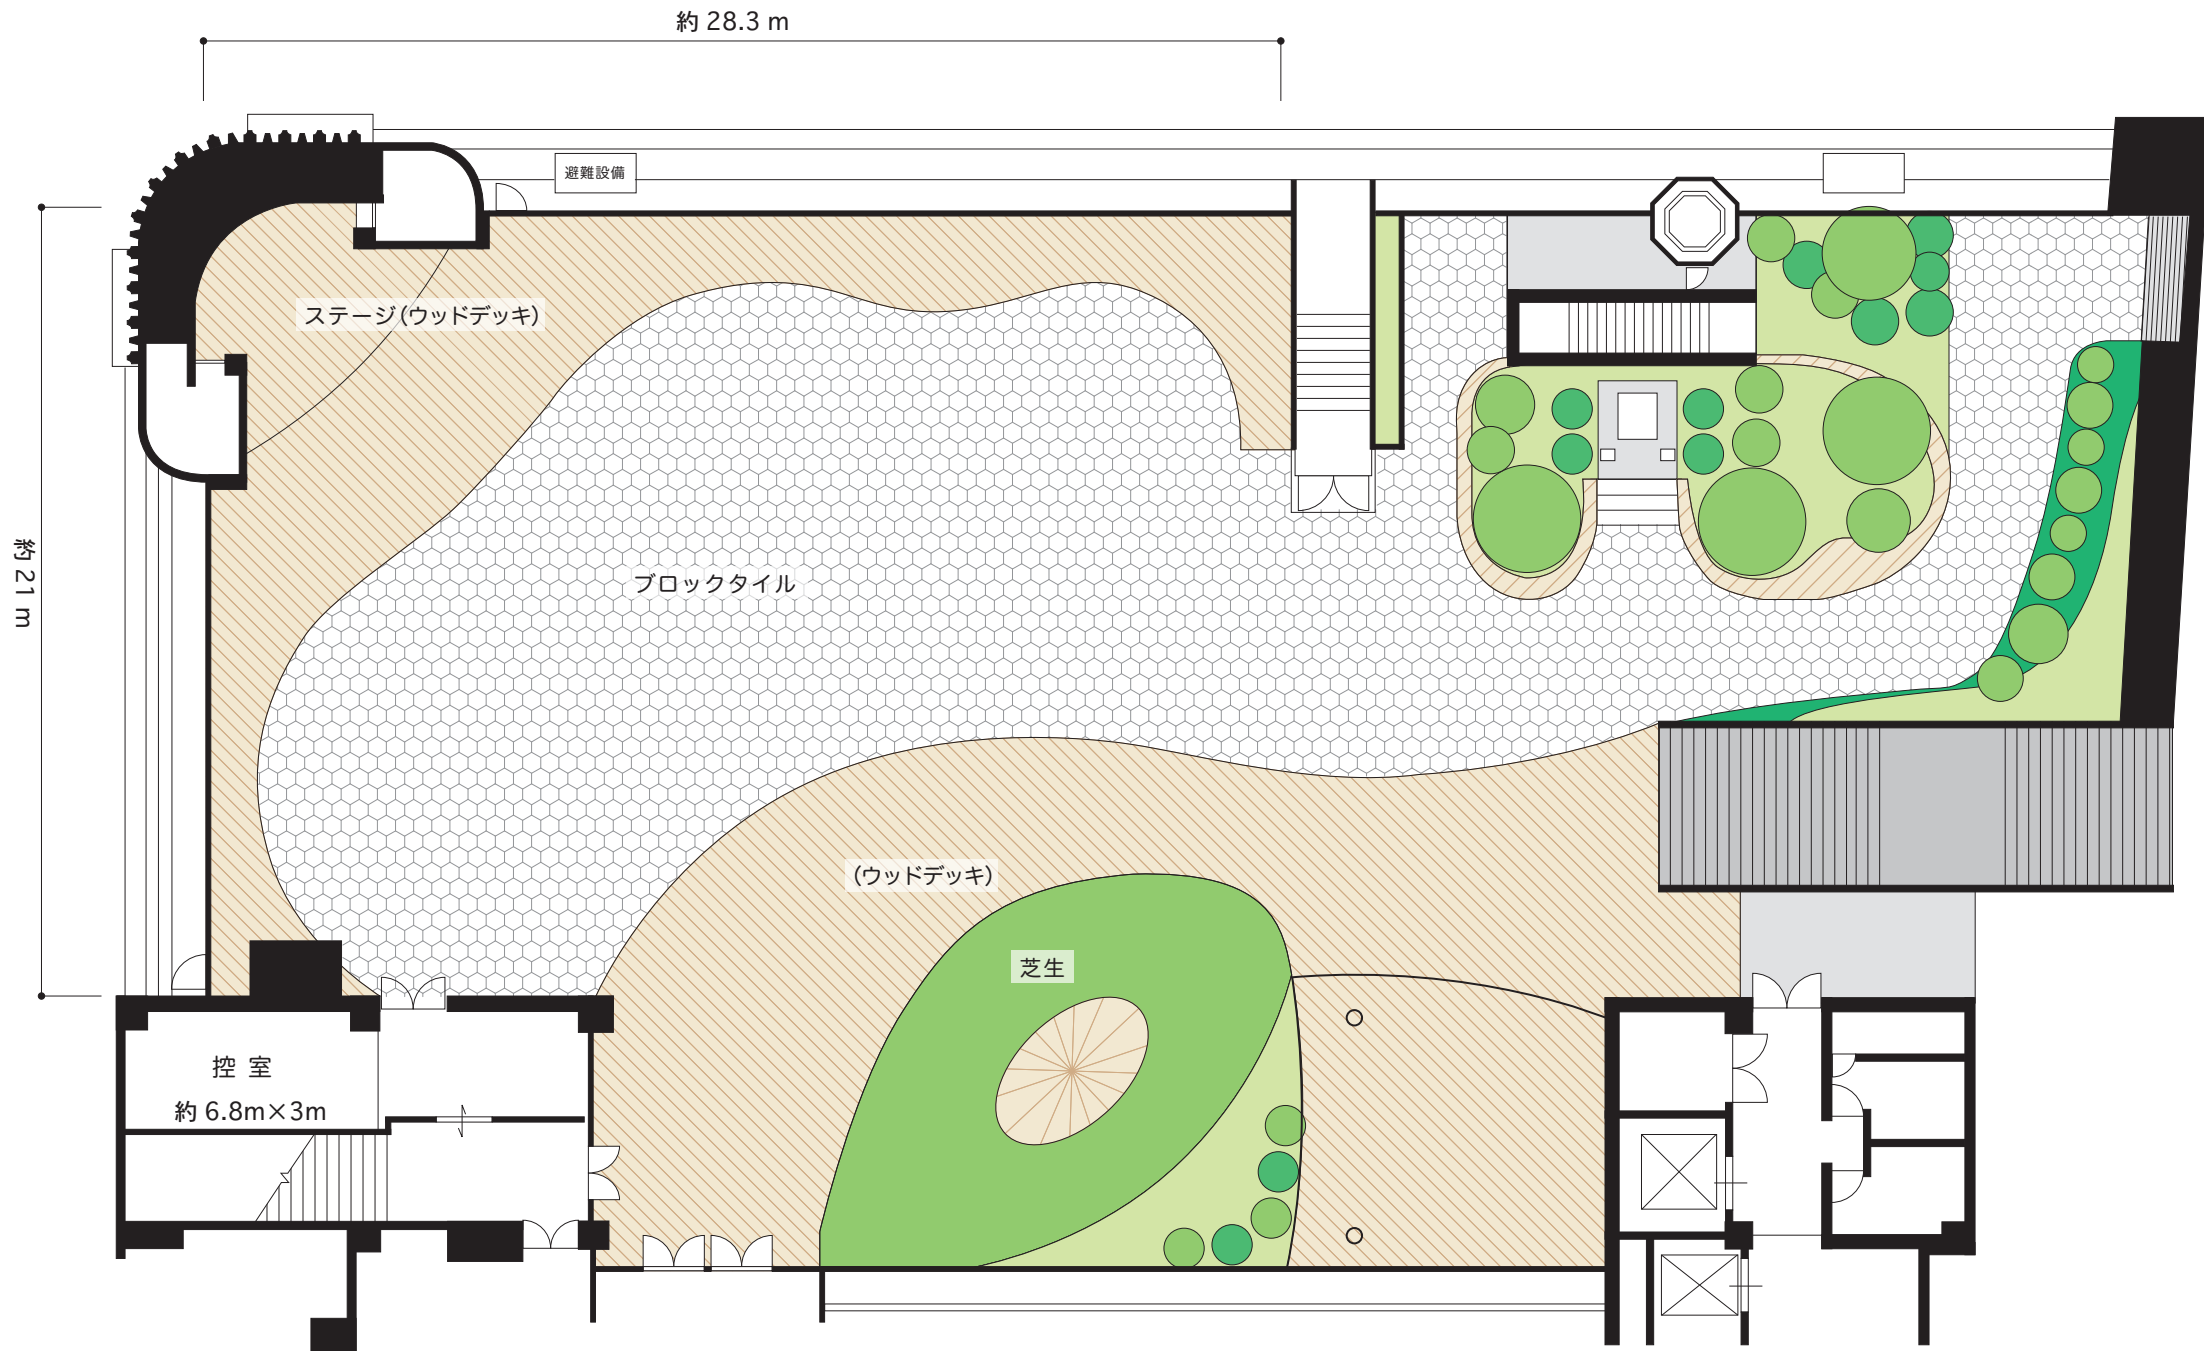 約 28.3 m
避難設備
ステージ（ウッドデッキ）
約 21 m
ブロックタイル
（ウッドデッキ）
芝生
控 室
約 6.8m×3m